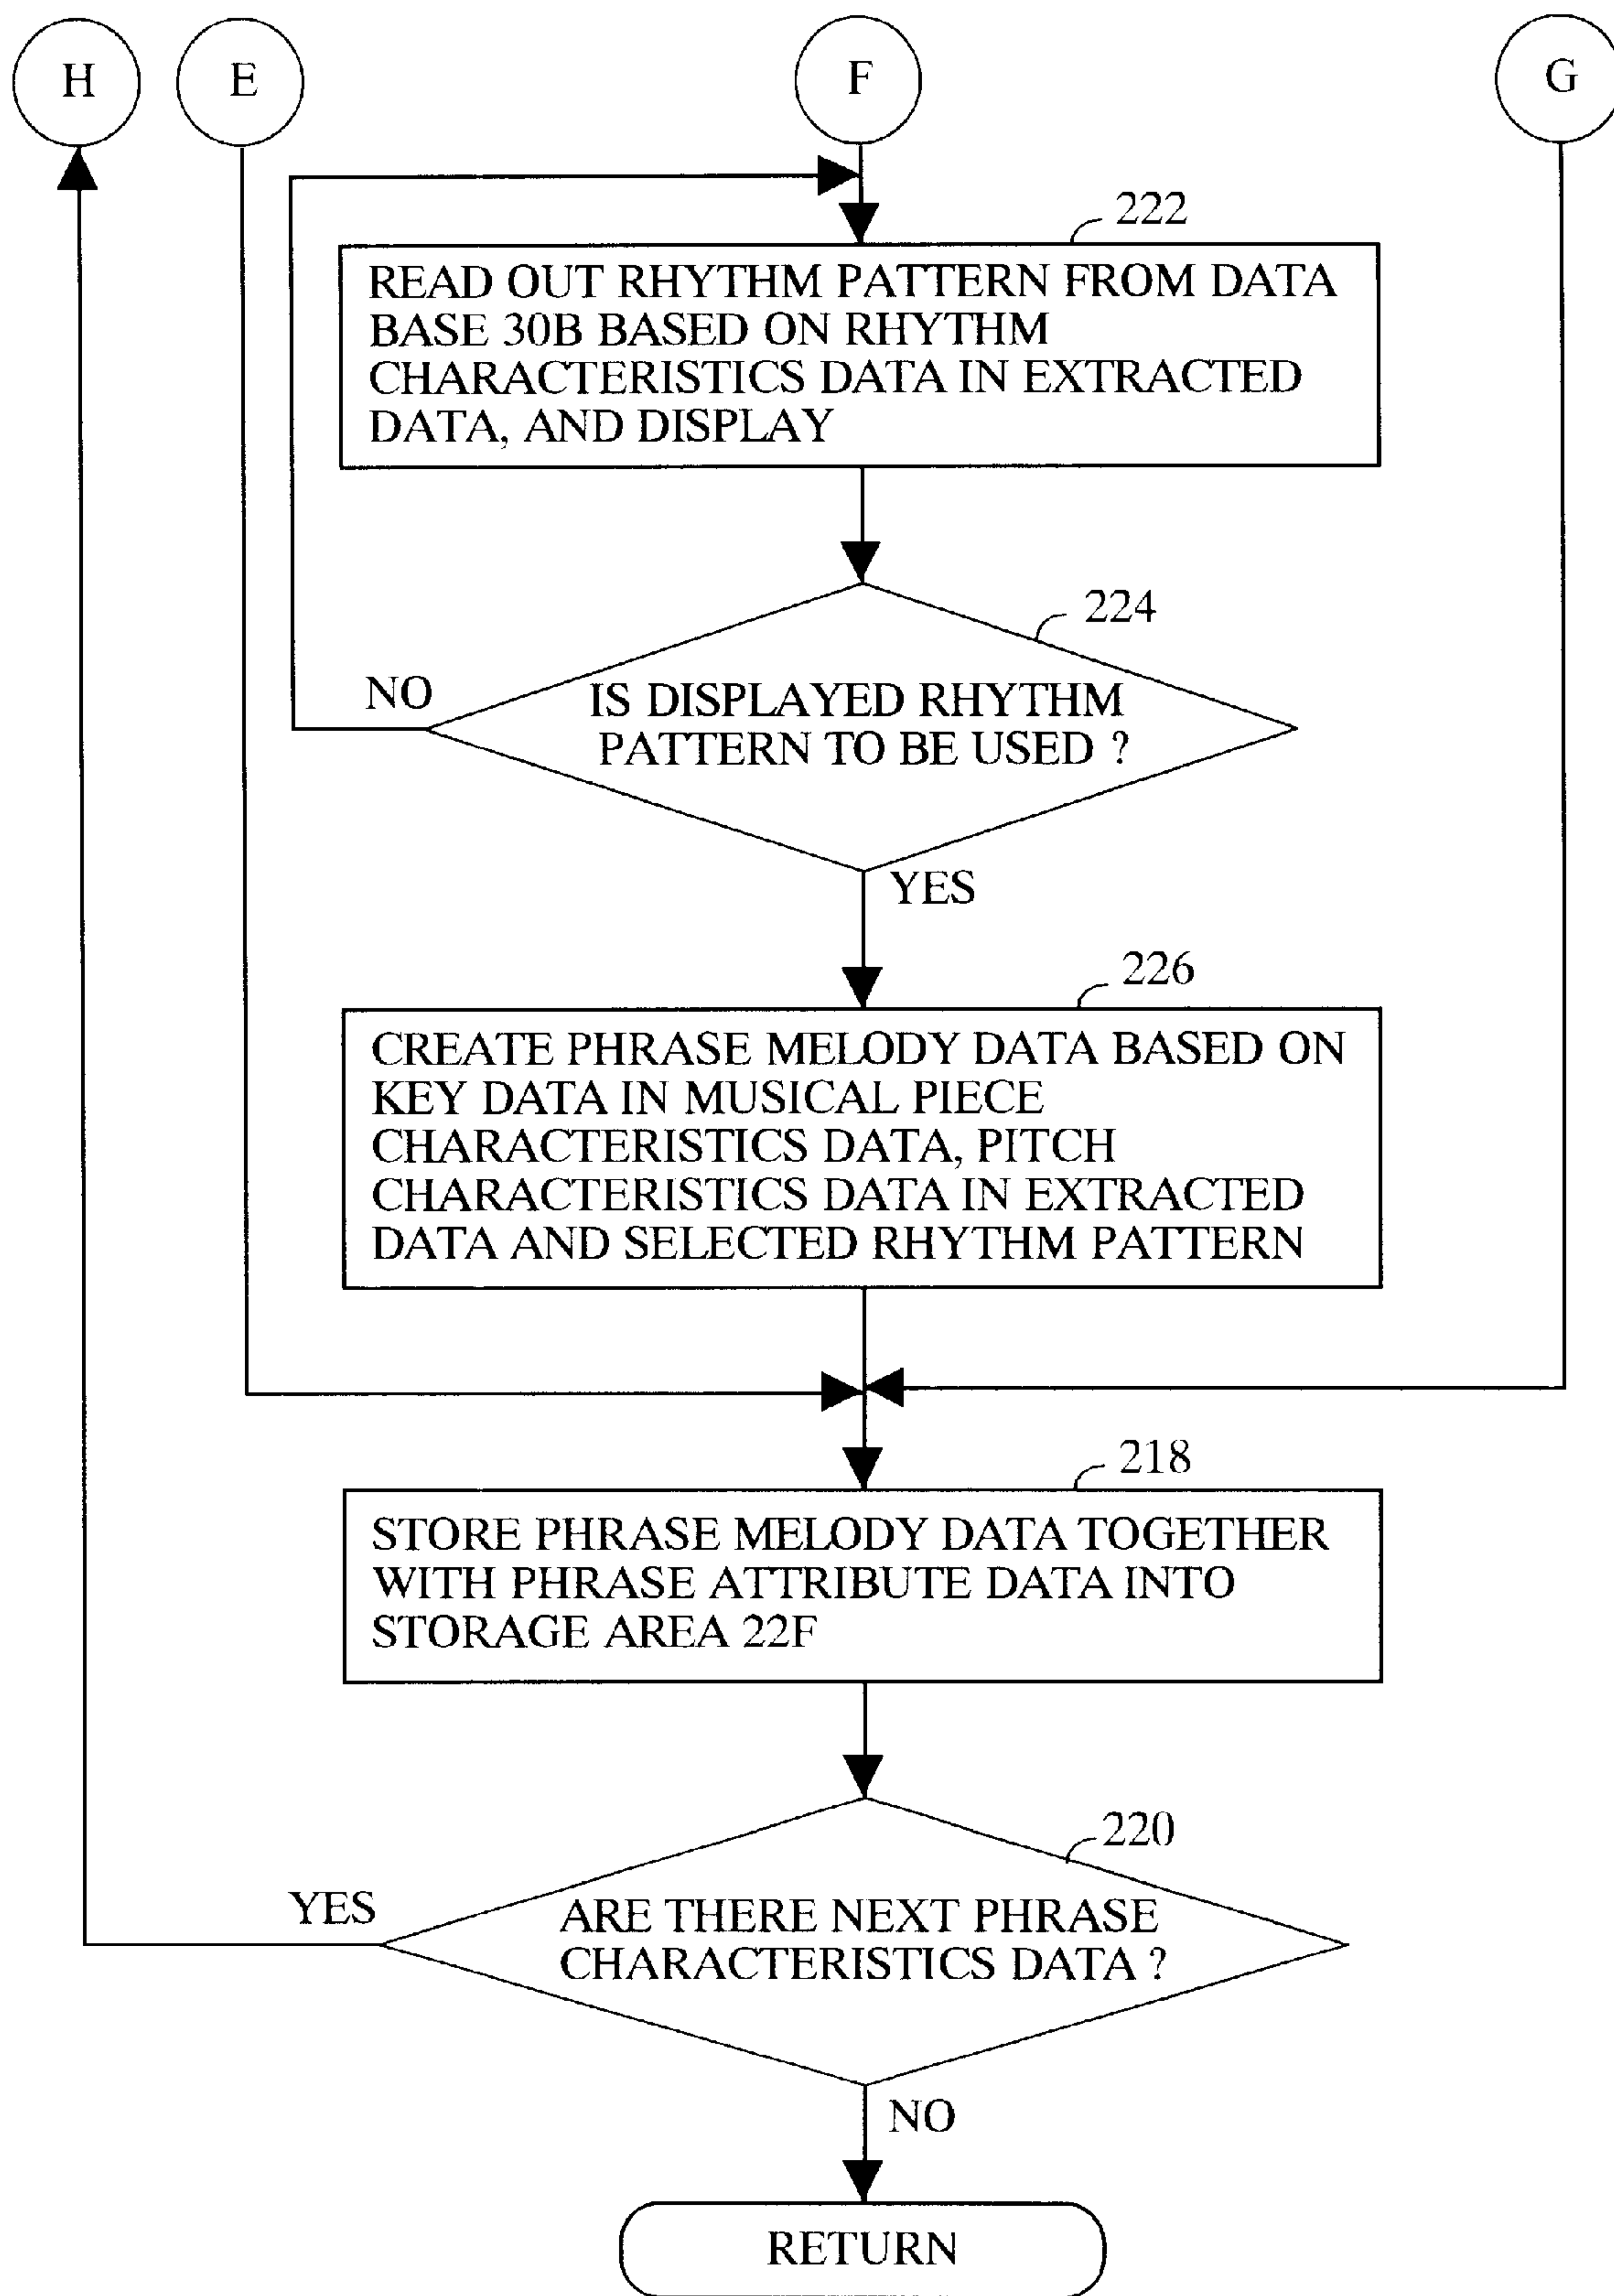 H
E
F
G
222
READ OUT RHYTHM PATTERN FROM DATA
BASE 30B BASED ON RHYTHM
CHARACTERISTICS DATA IN EXTRACTED
DATA, AND DISPLAY
224
NO
IS DISPLAYED RHYTHM
PATTERN TO BE USED ?
YES
226
CREATE PHRASE MELODY DATA BASED ON
KEY DATA IN MUSICAL PIECE
CHARACTERISTICS DATA, PITCH
CHARACTERISTICS DATA IN EXTRACTED
DATA AND SELECTED RHYTHM PATTERN
218
STORE PHRASE MELODY DATA TOGETHER
WITH PHRASE ATTRIBUTE DATA INTO
STORAGE AREA 22F
220
YES
ARE THERE NEXT PHRASE
CHARACTERISTICS DATA ?
NO
RETURN